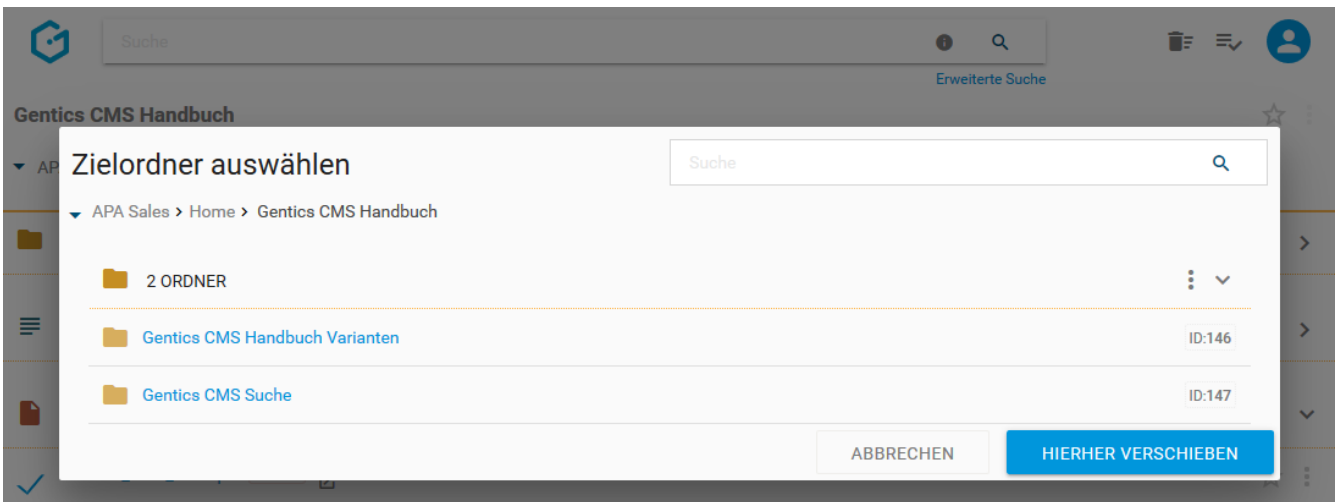 Suche
Erweiterte Suche
Gentics CMS Handbuch
AP
Zielordner auswählen
Suche
APA Sales > Home > Gentics CMS Handbuch
2 ORDNER
Gentics CMS Handbuch Varianten
ID:146
Gentics CMS Suche
ID:147
ABBRECHEN
HIERHER VERSCHIEBEN